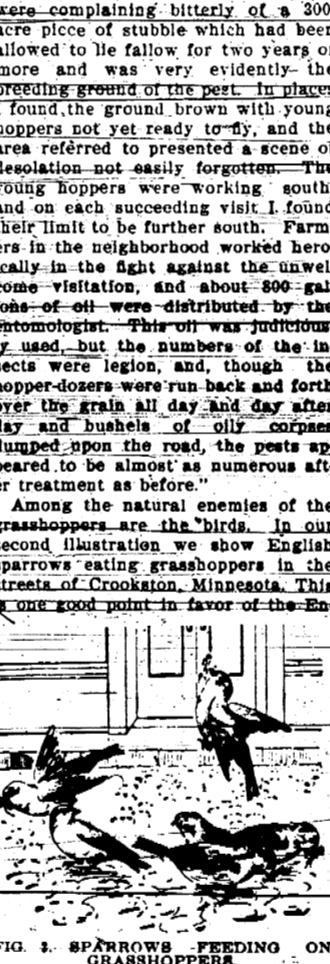 were complaining bitterly of a 300
acre piece of stubble which had been
allowed to lie fallow for two years or
more and was very evidently the
breeding ground of the pest. In places
I found the ground brown with young
hoppers not yet ready to fly, and the
area referred to presented a scene of
desolation not easily forgotten. The
young hoppers were working south
and on each succeeding visit I found
their limit to be further south. Farm
ers in the neighborhood worked hero
ically in the fight against the unwel
come visitation, and about 800 gal
ons of oil were distributed by the
entomologist. This oil was judicious
ly used, but the numbers of the in
sects were legion, and, though the
hopper-dozers were run back and forth
over the grain all day and day after
day and bushels of oily corpses
dumped upon the road, the pests ap
peared to be almost as numerous aft
er treatment as before."
Among the natural enemies of the
grasshoppers are the birds. In our
second illustration we show English
sparrows eating grasshoppers in the
streets of Crookston, Minnesota. This
is one good point in favor of the En
FIG. 2. SPARROWS FEEDING ON
GRASSHOPPERS.